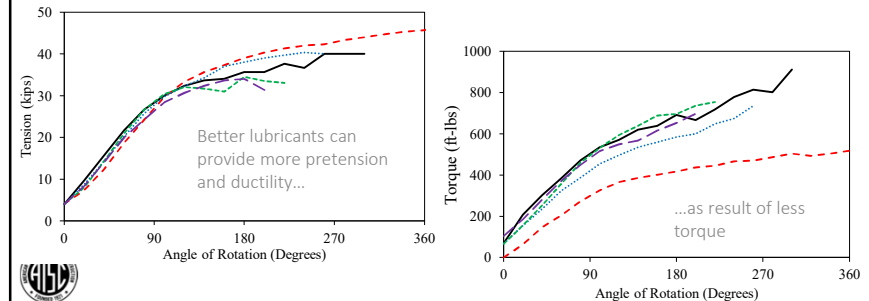 50
40
30
20
10
0
Tension (kips)
Better lubricants can
provide more pretension
and ductility…
0 90 180 270 360
Angle of Rotation (Degrees)
1000
800
600
400
200
0
Torque (ft-lbs)
…as result of less
torque
0 90 180 270 360
Angle of Rotation (Degrees)
AISC